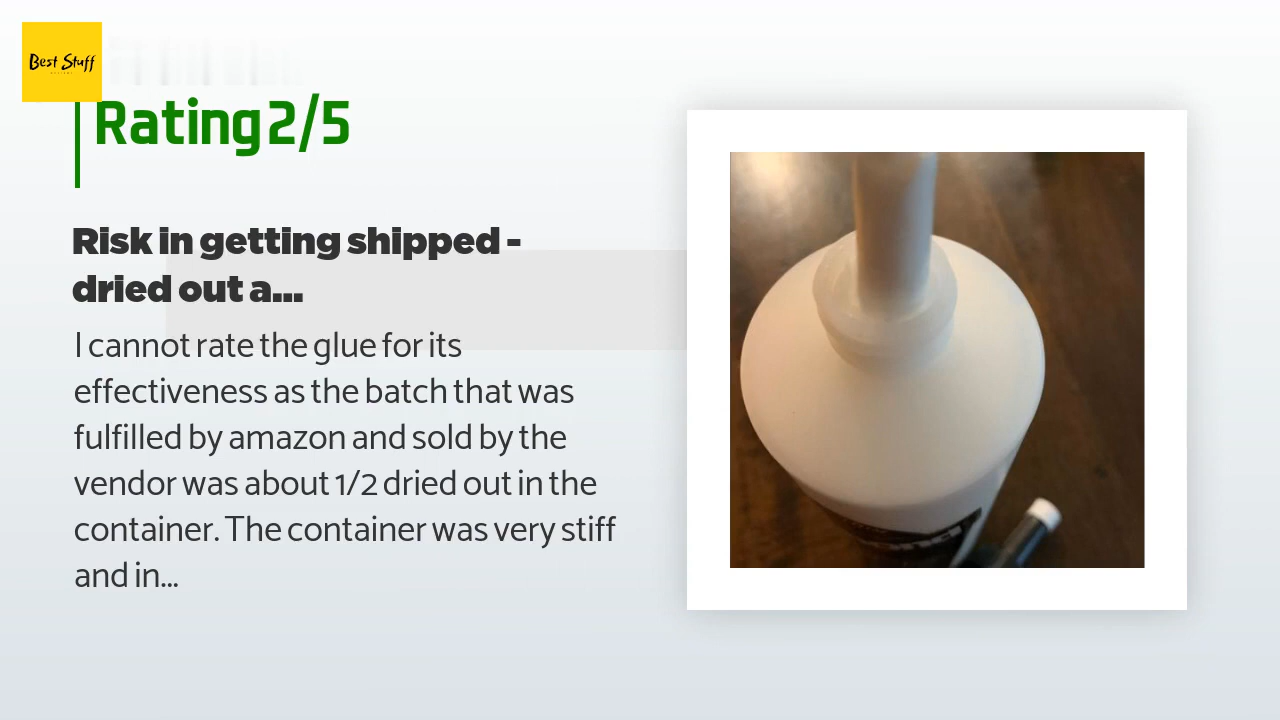 Best Stuff
Rating 2/5
Risk in getting shipped -
dried out a...
I cannot rate the glue for its
effectiveness as the batch that was
fulfilled by amazon and sold by the
vendor was about 1/2 dried out in the
container. The container was very stiff
and in...